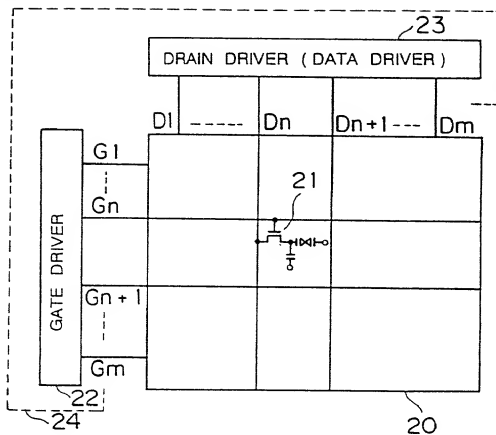 23
DRAIN DRIVER ( DATA DRIVER )
D1 Dn Dn+1 Dm
G1
21
Gn
GATE DRIVER
Gn + 1
Gm
22
24
20